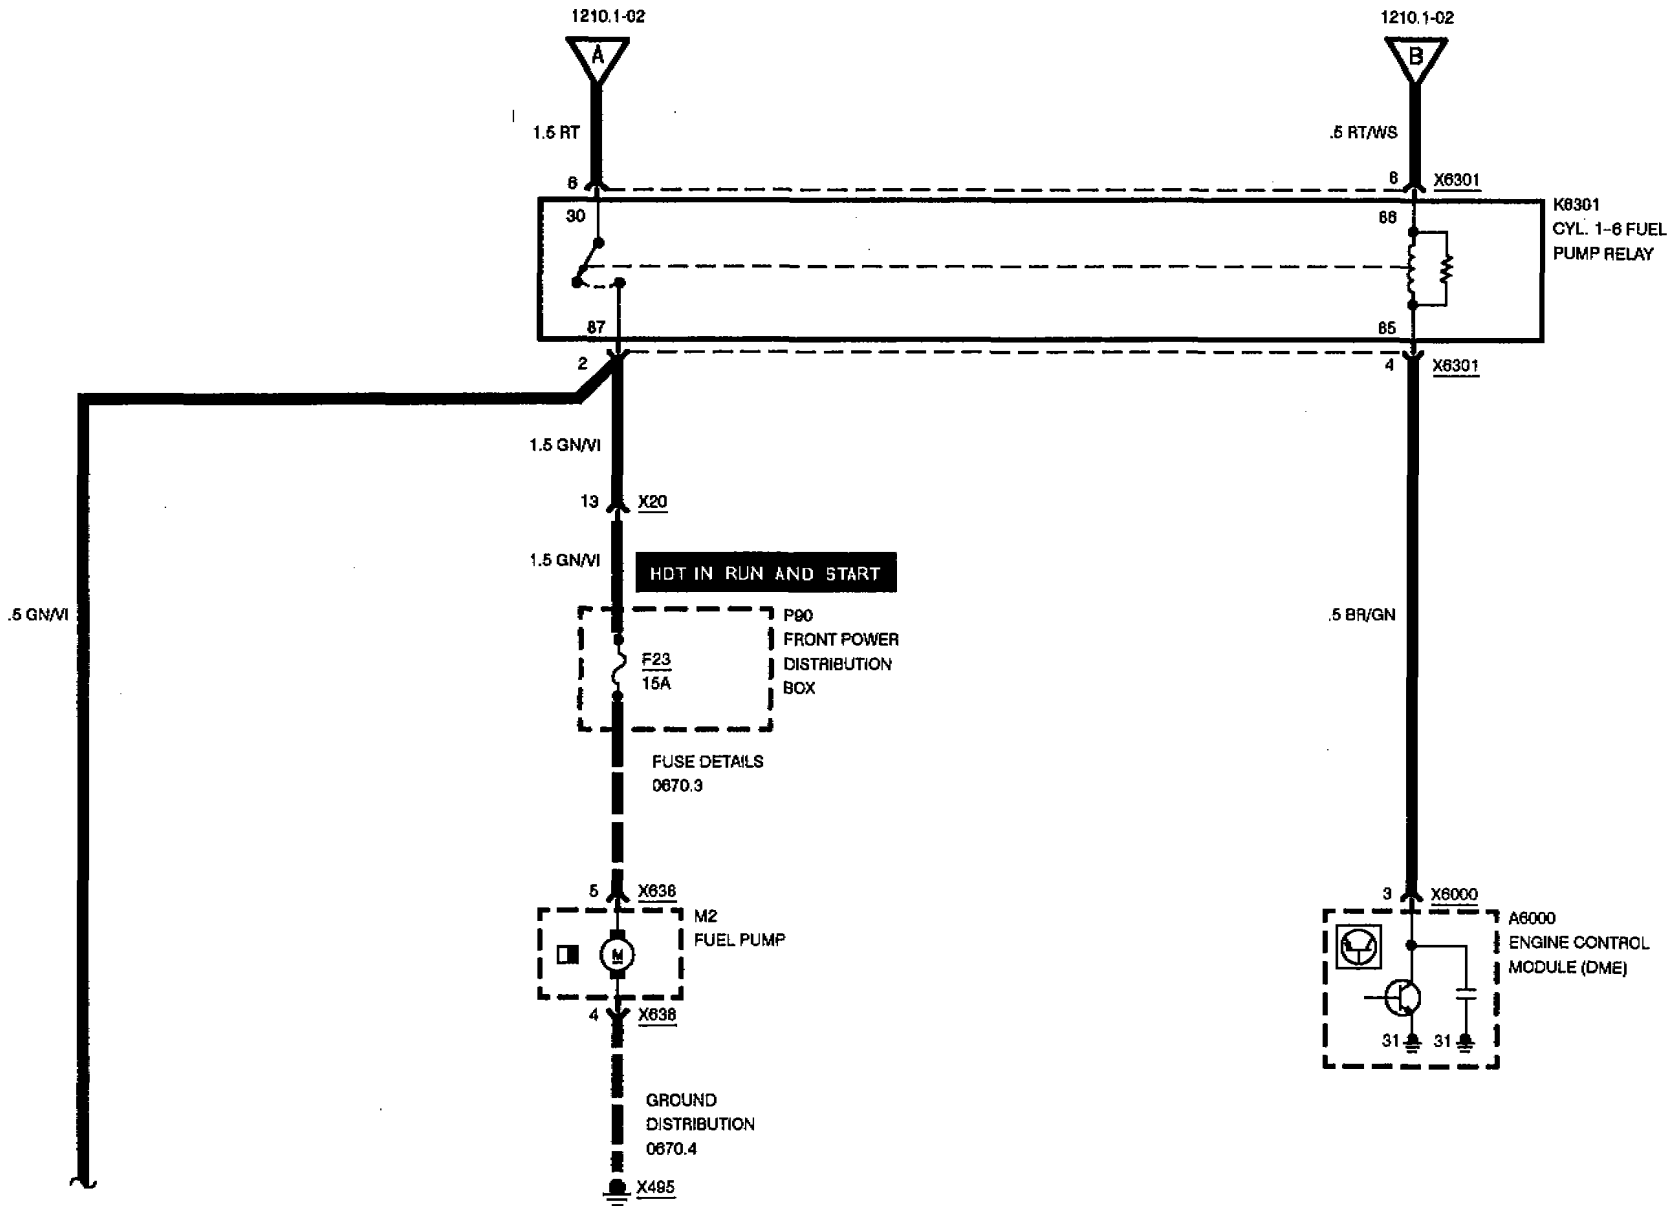 1210.1-02
1210.1-02
A
B
1.5 RT
.5 RT/WS
6
8
X6301
30
86
K6301
CYL. 1-6 FUEL
PUMP RELAY
87
85
2
4
X6301
1.5 GN/VI
13
X20
1.5 GN/VI
HOT IN RUN AND START
.5 GN/VI
.5 BR/GN
P90
FRONT POWER
DISTRIBUTION
BOX
F23
15A
FUSE DETAILS
0670.3
5
X638
3
X6000
M2
FUEL PUMP
M
A6000
ENGINE CONTROL
MODULE (DME)
4
X638
31
31
GROUND
DISTRIBUTION
0670.4
X495